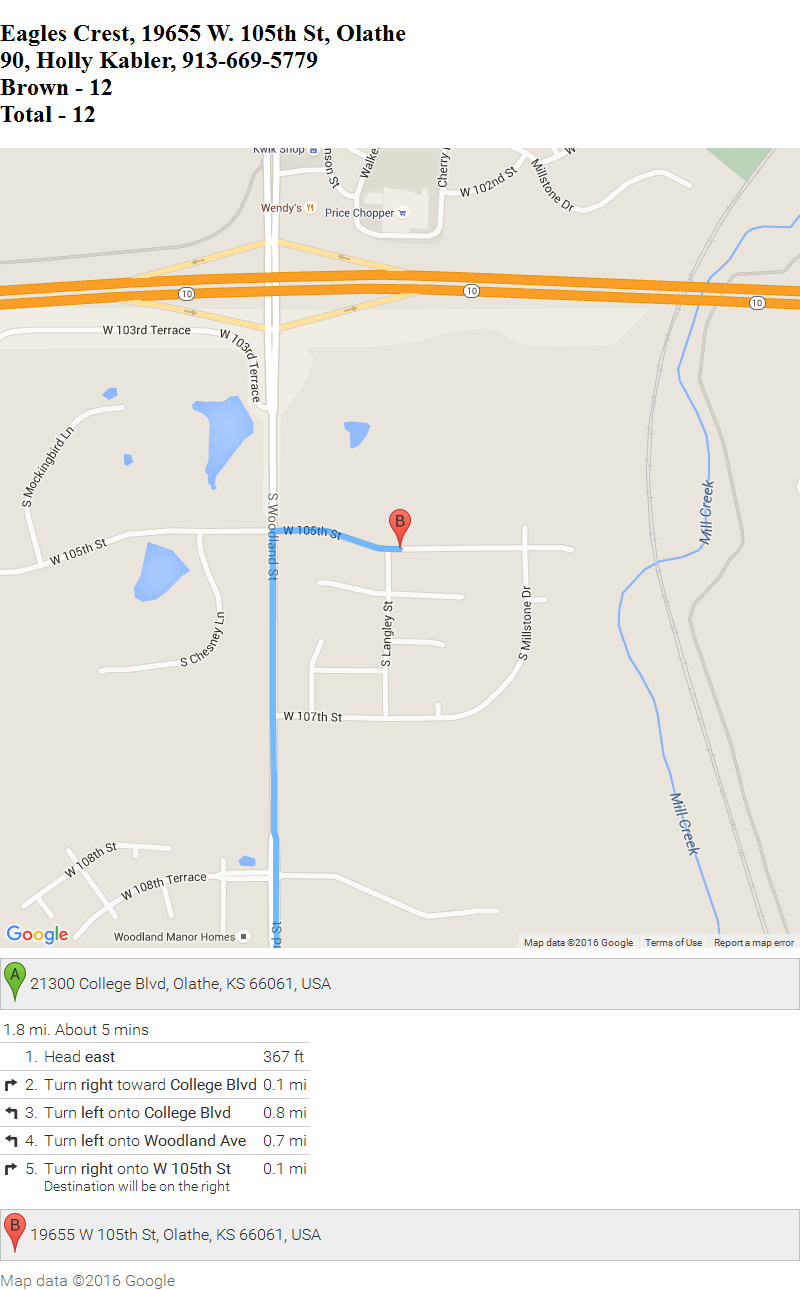 Eagles Crest, 19655 W. 105th St, Olathe
90, Holly Kabler, 913-669-5779
Brown - 12
Total - 12
Kwik Shop
nson St
Walke
Cherry
W 102nd St
Millstone Dr
W
Wendy's
Price Chopper
10
10
10
W 103rd Terrace
W 103rd Terrace
S Mockingbird Ln
S Woodland St
W 105th St
B
W 105th St
Mill Creek
S Chesney Ln
S Langley St
S Millstone Dr
W 107th St
Mill Creek
W 108th St
W 108th Terrace
Woodland Manor Homes
d St
Google
Map data ©2016 Google Terms of Use Report a map error
A 21300 College Blvd, Olathe, KS 66061, USA
1.8 mi. About 5 mins
1. Head east 367 ft
2. Turn right toward College Blvd 0.1 mi
3. Turn left onto College Blvd 0.8 mi
4. Turn left onto Woodland Ave 0.7 mi
5. Turn right onto W 105th St 0.1 mi
Destination will be on the right
B 19655 W 105th St, Olathe, KS 66061, USA
Map data ©2016 Google